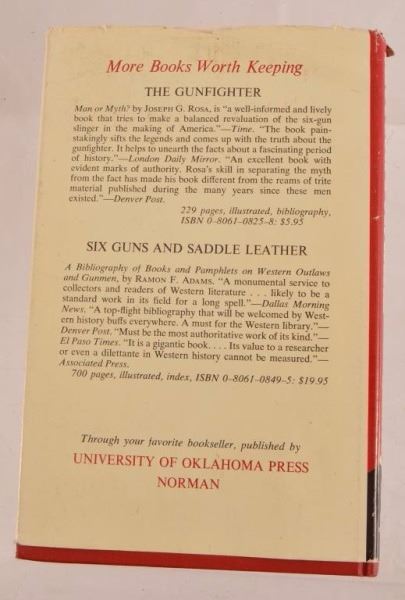 More Books Worth Keeping
THE GUNFIGHTER
Man or Myth? by JOSEPH G. ROSA, is "a well-informed and lively
book that tries to make a balanced revaluation of the six-gun
slinger in the making of America."—Time. "The book pain-
stakingly sifts the legends and comes up with the truth about the
gunfighter. It helps to unearth the facts about a fascinating period
of history."—London Daily Mirror. "An excellent book with
evident marks of authority. Rosa's skill in separating the myth
from the fact has made his book different from the reams of trite
material published during the many years since these men
existed."—Denver Post.
229 pages, illustrated, bibliography,
ISBN 0-8061-0825-8: $5.95
SIX GUNS AND SADDLE LEATHER
A Bibliography of Books and Pamphlets on Western Outlaws
and Gunmen, by RAMON F. ADAMS. "A monumental service to
collectors and readers of Western literature . . . likely to be a
standard work in its field for a long spell."—Dallas Morning
News. "A top-flight bibliography that will be welcomed by West-
ern history buffs everywhere. A must for the Western library."—
Denver Post. "Must be the most authoritative work of its kind."—
El Paso Times. "It is a gigantic book. . . . Its value to a researcher
or even a dilettante in Western history cannot be measured."—
Associated Press.
700 pages, illustrated, index, ISBN 0-8061-0849-5: $19.95
Through your favorite bookseller, published by
UNIVERSITY OF OKLAHOMA PRESS
NORMAN